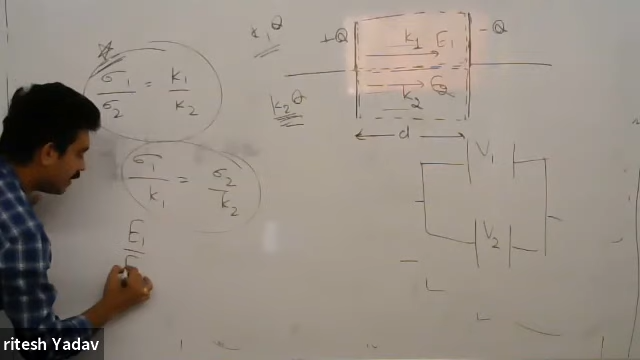 σ₁/σ₂ = k₁/k₂
σ₁/k₁ = σ₂/k₂
E₁/
k₁Q
k₂Q
+Q
-Q
k₁ E₁
E₂
k₂
d
V₁
V₂
ritesh Yadav